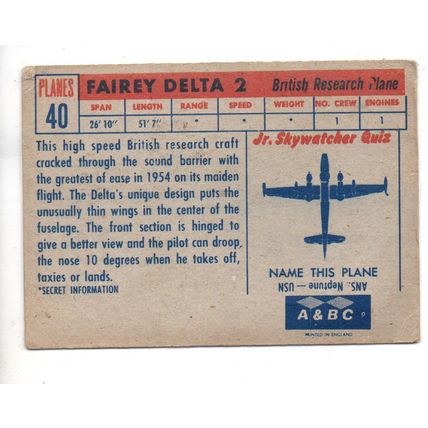 PLANES
40
FAIREY DELTA 2 British Research Plane
SPAN LENGTH RANGE SPEED WEIGHT NO. CREW ENGINES
26' 10" 51' 7" * * * 1 1
This high speed British research craft
cracked through the sound barrier with
the greatest of ease in 1954 on its maiden
flight. The Delta's unique design puts the
unusually thin wings in the center of the
fuselage. The front section is hinged to
give a better view and the pilot can droop,
the nose 10 degrees when he takes off,
taxies or lands.
*SECRET INFORMATION
Jr. Skywatcher Quiz
NAME THIS PLANE
ANS. Neptune — USN
A & BC
PRINTED IN ENGLAND